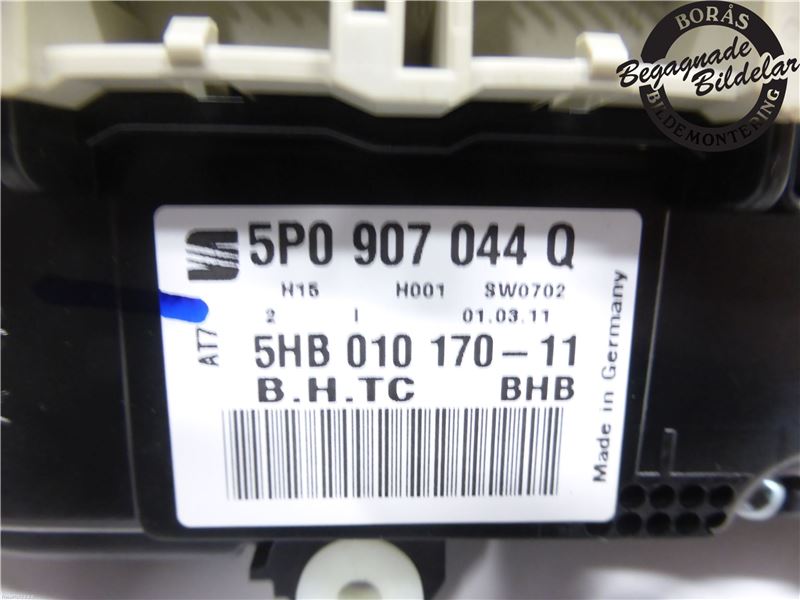 BORÅS
Begagnade
Bildelar
BILDEMONTERING
5P0 907 044 Q
H15 H001 SW0702
2 I 01.03.11
AT7
5HB 010 170-11
B.H.TC BHB
Made in Germany